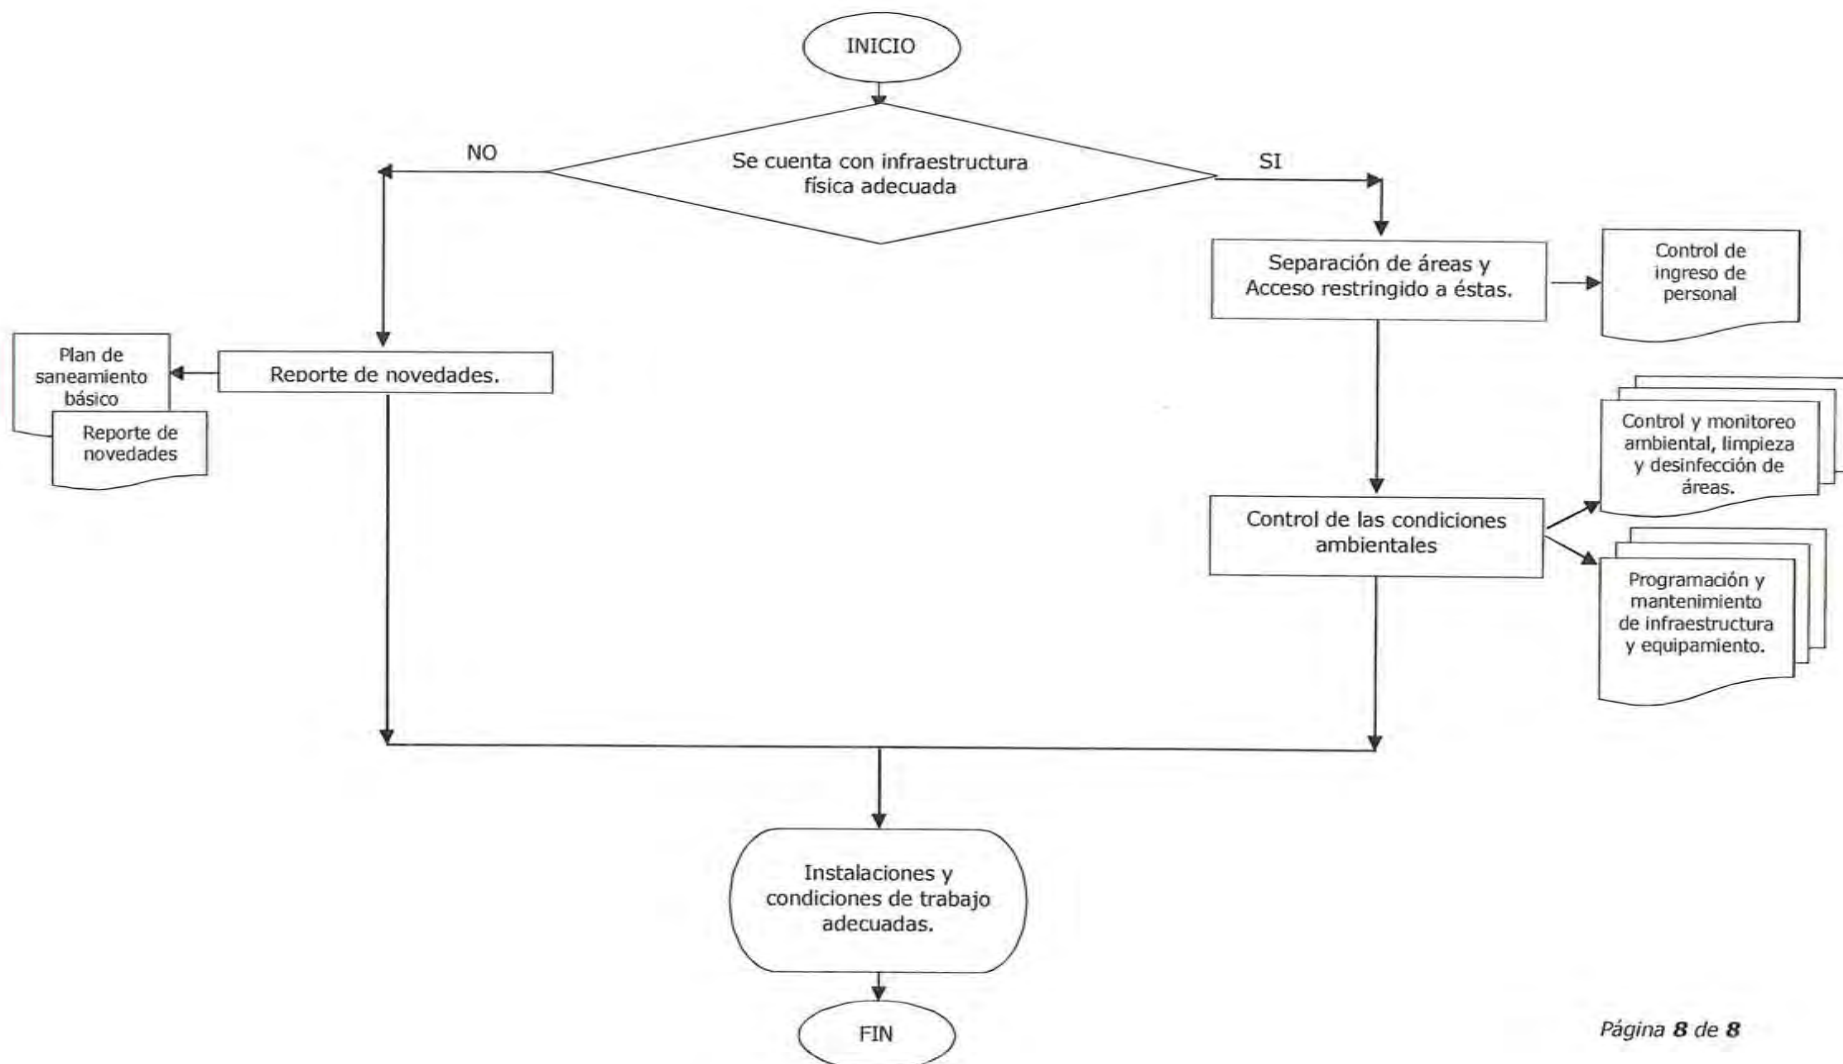 INICIO
Se cuenta con infraestructura
física adecuada
NO
SI
Separación de áreas y
Acceso restringido a éstas.
Control de
ingreso de
personal
Plan de
saneamiento
básico
Reporte de
novedades
Reporte de novedades.
Control y monitoreo
ambiental, limpieza
y desinfección de
áreas.
Control de las condiciones
ambientales
Programación y
mantenimiento
de infraestructura
y equipamiento.
Instalaciones y
condiciones de trabajo
adecuadas.
FIN
Página 8 de 8